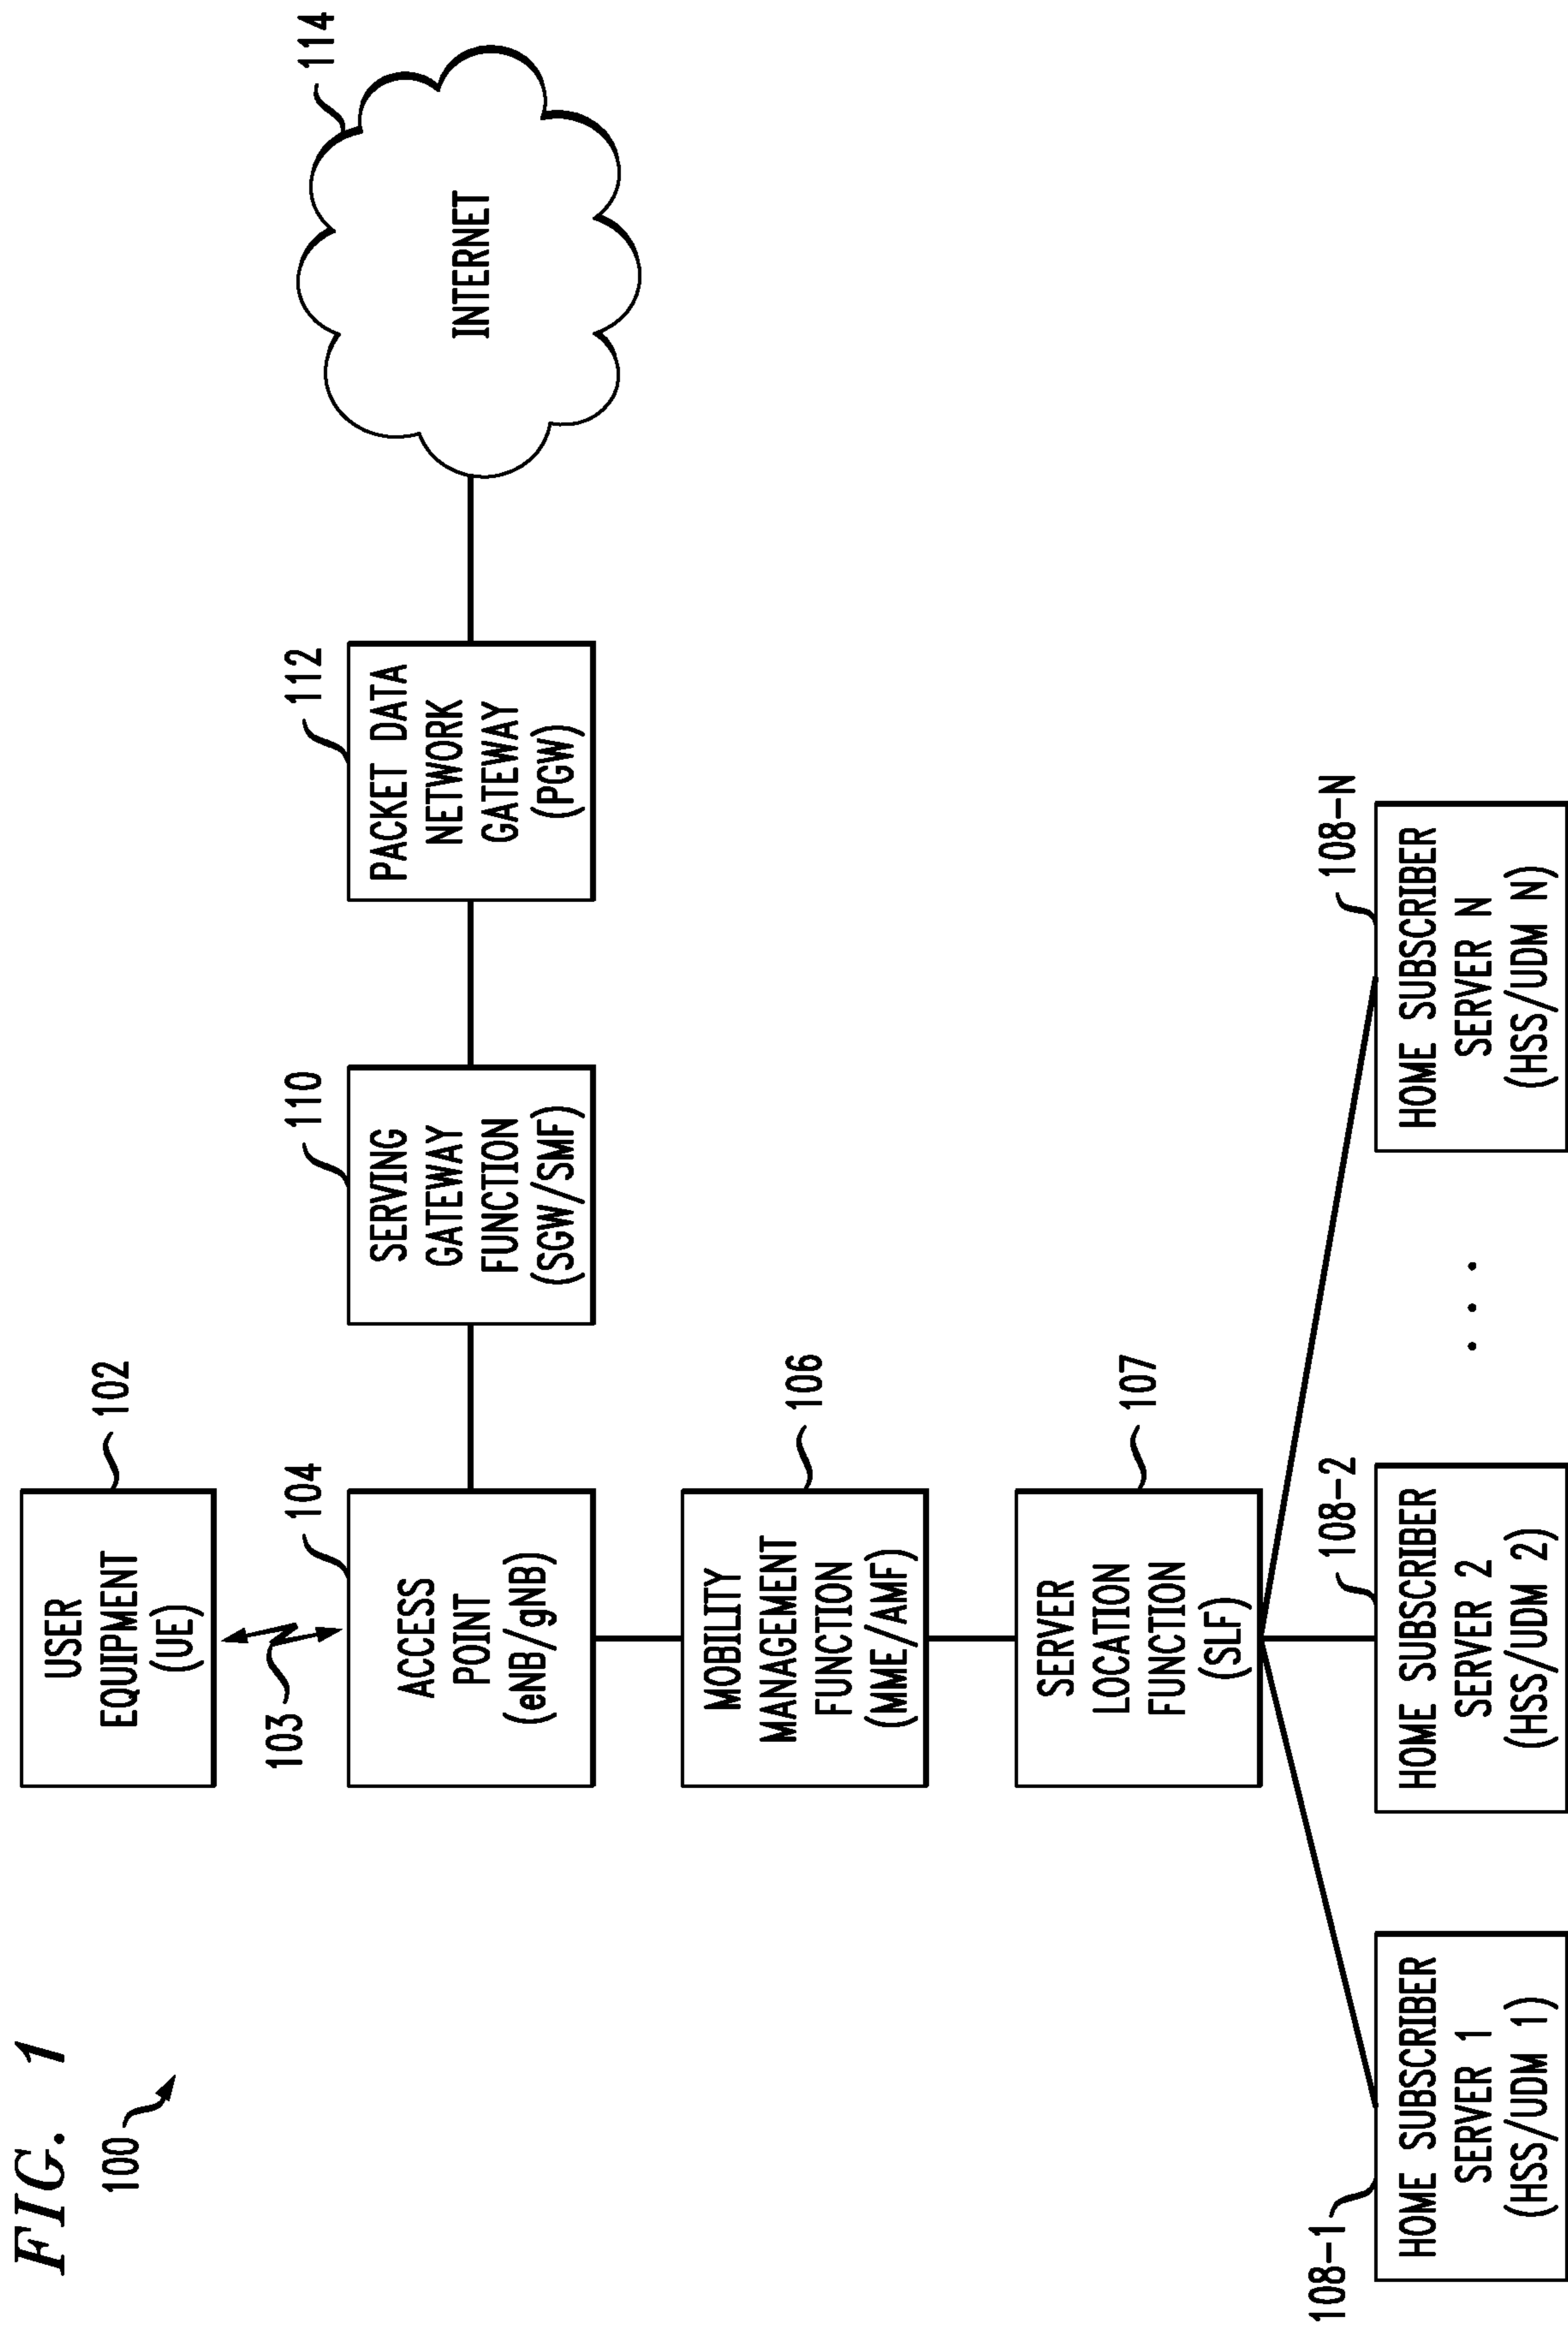 FIG. 1
100
USER
EQUIPMENT
(UE)
102
103
104
ACCESS
POINT
(eNB/gNB)
110
SERVING
GATEWAY
FUNCTION
(SGW/SMF)
112
PACKET DATA
NETWORK
GATEWAY
(PGW)
114
INTERNET
MOBILITY
MANAGEMENT
FUNCTION
(MME/AMF)
106
SERVER
LOCATION
FUNCTION
(SLF)
107
108-1
HOME SUBSCRIBER
SERVER 1
(HSS/UDM 1)
108-2
HOME SUBSCRIBER
SERVER 2
(HSS/UDM 2)
. . .
108-N
HOME SUBSCRIBER
SERVER N
(HSS/UDM N)